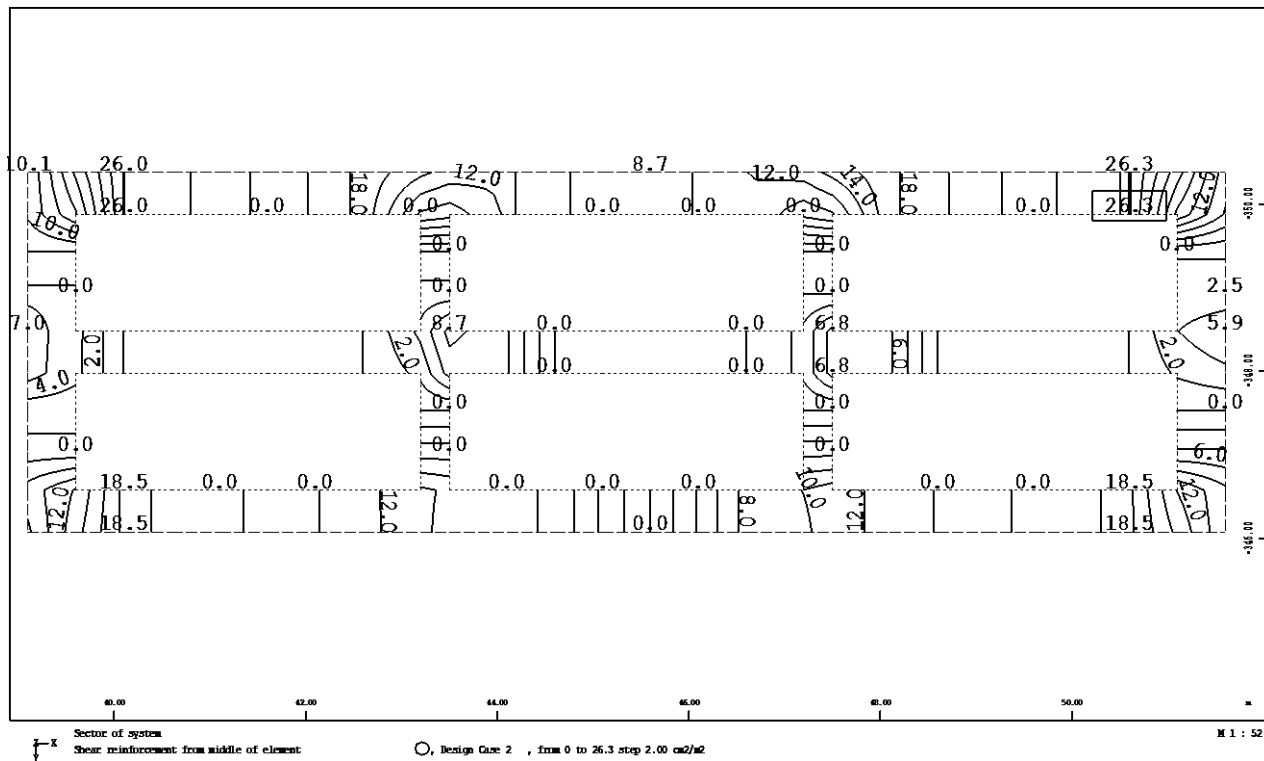 10.1 26.0 12.0 8.7 12.0 14.0 26.3 12.0
26.0 0.0 18.0 0.0 0.0 0.0 0.0 18.0 0.0 26.3 -350.00
10.0 0.0 0.0 0.0
0.0 0.0 0.0 2.5
7.0 8.7 0.0 0.0 6.8 5.9
2.0 2.0 0.0 0.0 6.8 6.0 2.0 -348.00
4.0 0.0 0.0 0.0
0.0 0.0 0.0 6.0
18.5 0.0 0.0 0.0 0.0 0.0 10.0 0.0 0.0 18.5 12.0
12.0 18.5 12.0 0.0 8.0 12.0 18.5
40.00 42.00 44.00 46.00 48.00 50.00 m
Sector of system M 1 : 52
X Shear reinforcement from middle of element , Design Case 2 , from 0 to 26.3 step 2.00 cm2/m2